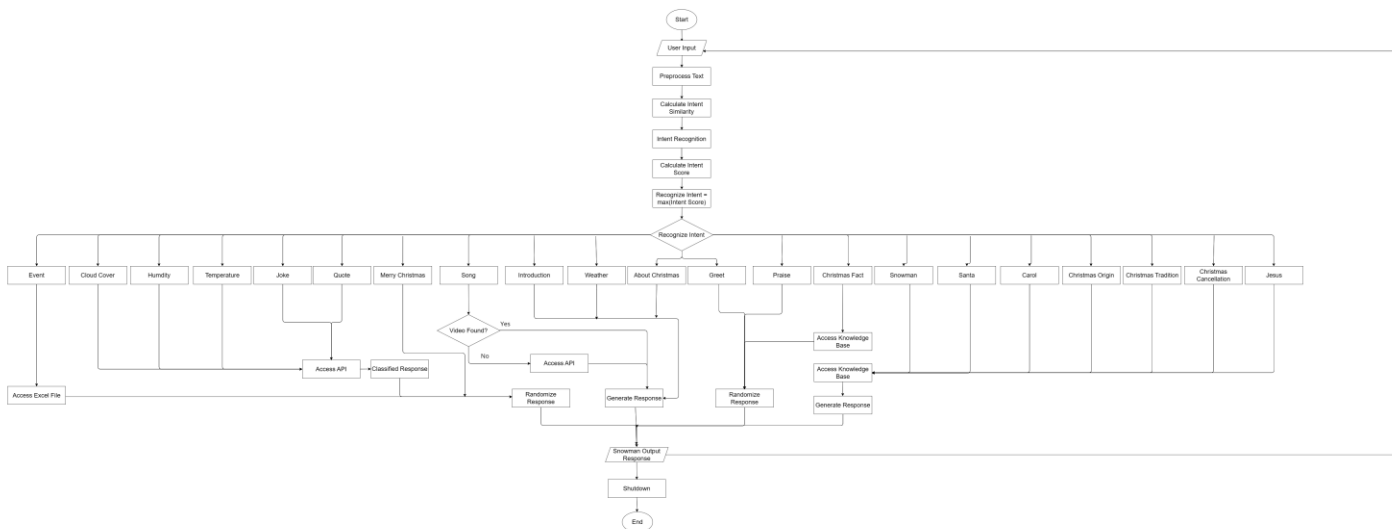 Start
User Input
Preprocess Text
Calculate Intent
Similarity
Intent Recognition
Calculate Intent
Score
Recognize Intent =
max(Intent Score)
Recognize Intent
Event
Cloud Cover
Humdity
Temperature
Joke
Quote
Merry Christmas
Song
Introduction
Weather
About Christmas
Greet
Praise
Christmas Fact
Snowman
Santa
Carol
Christmas Origin
Christmas Tradition
Christmas
Cancellation
Jesus
Video Found?
Yes
No
Access API
Access Knowledge
Base
Access API
Classified Response
Access Knowledge
Base
Access Excel File
Randomize
Response
Generate Response
Randomize
Response
Generate Response
Snowman Output
Response
Shutdown
End